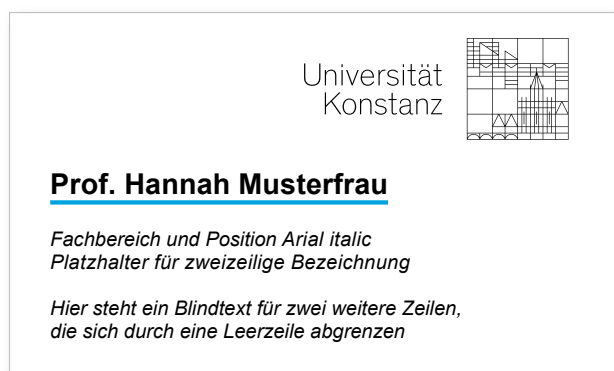 Universität
Konstanz
Prof. Hannah Musterfrau
Fachbereich und Position Arial italic
Platzhalter für zweizeilige Bezeichnung
Hier steht ein Blindtext für zwei weitere Zeilen,
die sich durch eine Leerzeile abgrenzen